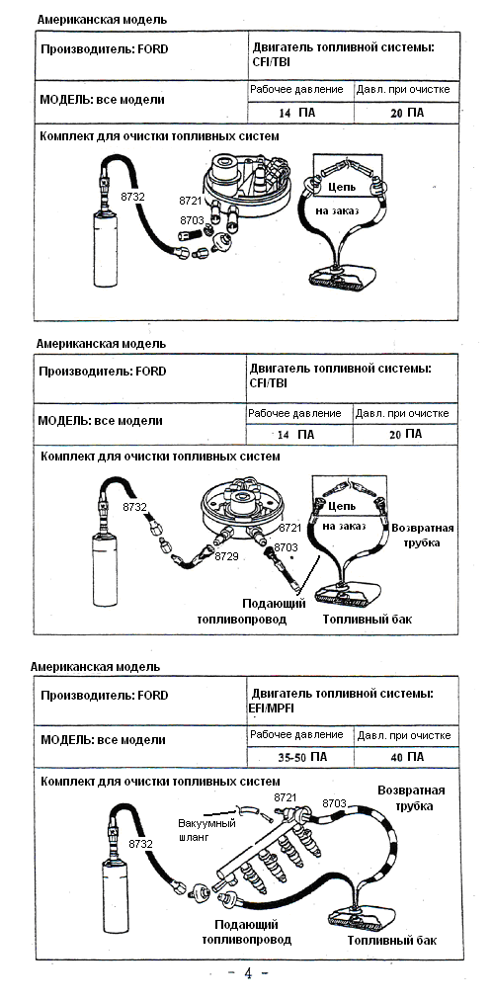 Американская модель
Производитель: FORD
Двигатель топливной системы:
CFI/TBI
МОДЕЛЬ: все модели
Рабочее давление
Давл. при очистке
14 ПА
20 ПА
Комплект для очистки топливных систем
8732
8721
8703
Цепь
на заказ
Американская модель
Производитель: FORD
Двигатель топливной системы:
CFI/TBI
МОДЕЛЬ: все модели
Рабочее давление
Давл. при очистке
14 ПА
20 ПА
Комплект для очистки топливных систем
8732
8721
8729
8703
Цепь
на заказ
Возвратная
трубка
Подающий
топливопровод
Топливный бак
Американская модель
Производитель: FORD
Двигатель топливной системы:
EFI/MPFI
МОДЕЛЬ: все модели
Рабочее давление
Давл. при очистке
35-50 ПА
40 ПА
Комплект для очистки топливных систем
8732
Вакуумный
шланг
8721
8703
Возвратная
трубка
Подающий
топливопровод
Топливный бак
- 4 -